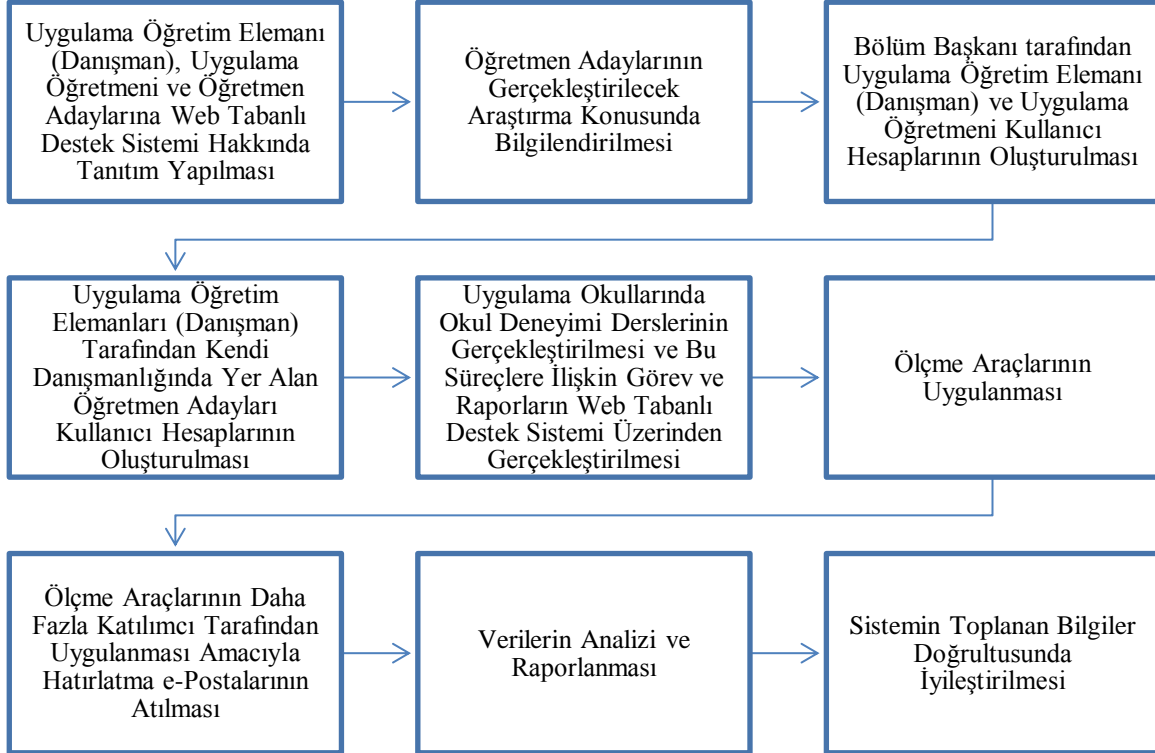 Uygulama Öğretim Elemanı
(Danışman), Uygulama
Öğretmeni ve Öğretmen
Adaylarına Web Tabanlı
Destek Sistemi Hakkında
Tanıtım Yapılması
Öğretmen Adaylarının
Gerçekleştirilecek
Araştırma Konusunda
Bilgilendirilmesi
Bölüm Başkanı tarafından
Uygulama Öğretim Elemanı
(Danışman) ve Uygulama
Öğretmeni Kullanıcı
Hesaplarının Oluşturulması
Uygulama Öğretim
Elemanları (Danışman)
Tarafından Kendi
Danışmanlığında Yer Alan
Öğretmen Adayları
Kullanıcı Hesaplarının
Oluşturulması
Uygulama Okullarında
Okul Deneyimi Derslerinin
Gerçekleştirilmesi ve Bu
Süreçlere İlişkin Görev ve
Raporların Web Tabanlı
Destek Sistemi Üzerinden
Gerçekleştirilmesi
Ölçme Araçlarının
Uygulanması
Ölçme Araçlarının Daha
Fazla Katılımcı Tarafından
Uygulanması Amacıyla
Hatırlatma e-Postalarının
Atılması
Verilerin Analizi ve
Raporlanması
Sistemin Toplanan Bilgiler
Doğrultusunda
İyileştirilmesi